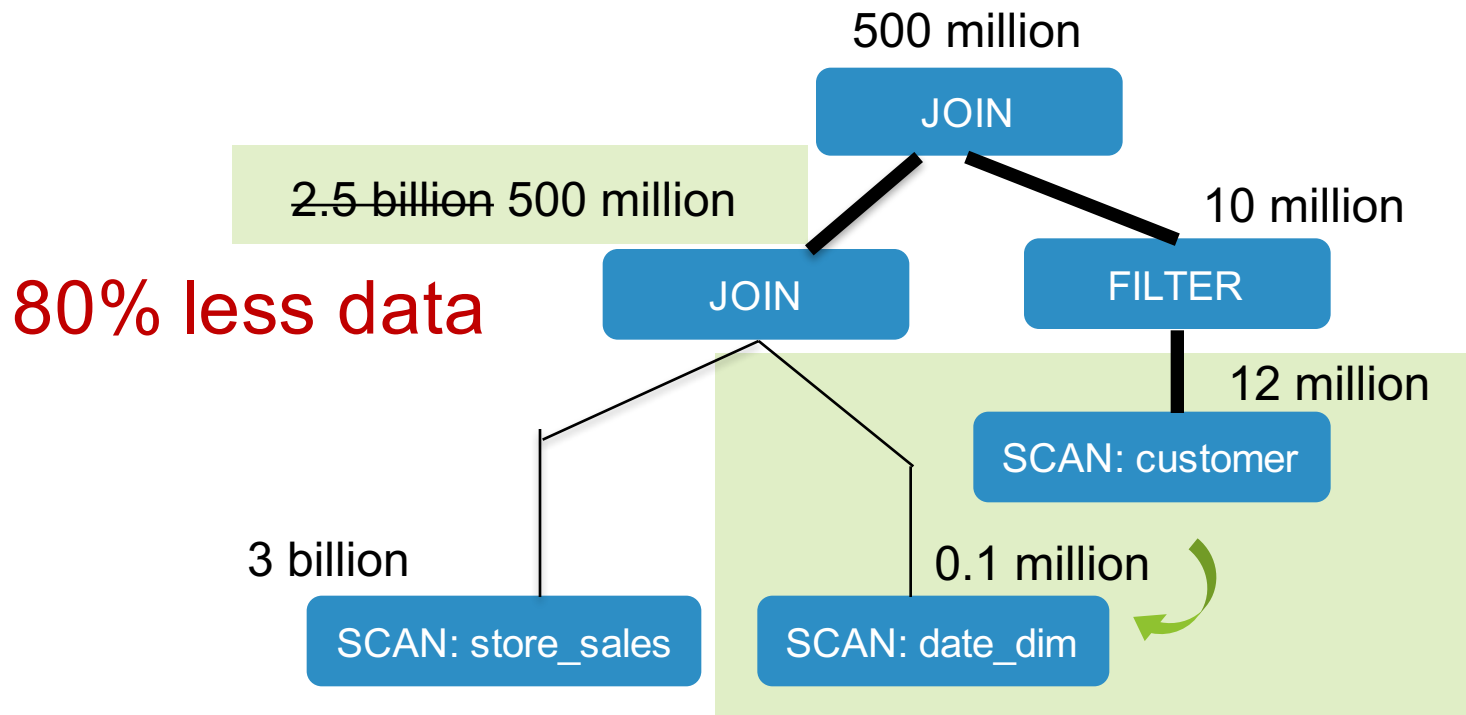 500 million
JOIN
2.5 billion 500 million
10 million
80% less data
JOIN
FILTER
12 million
SCAN: customer
3 billion
0.1 million
SCAN: store_sales
SCAN: date_dim